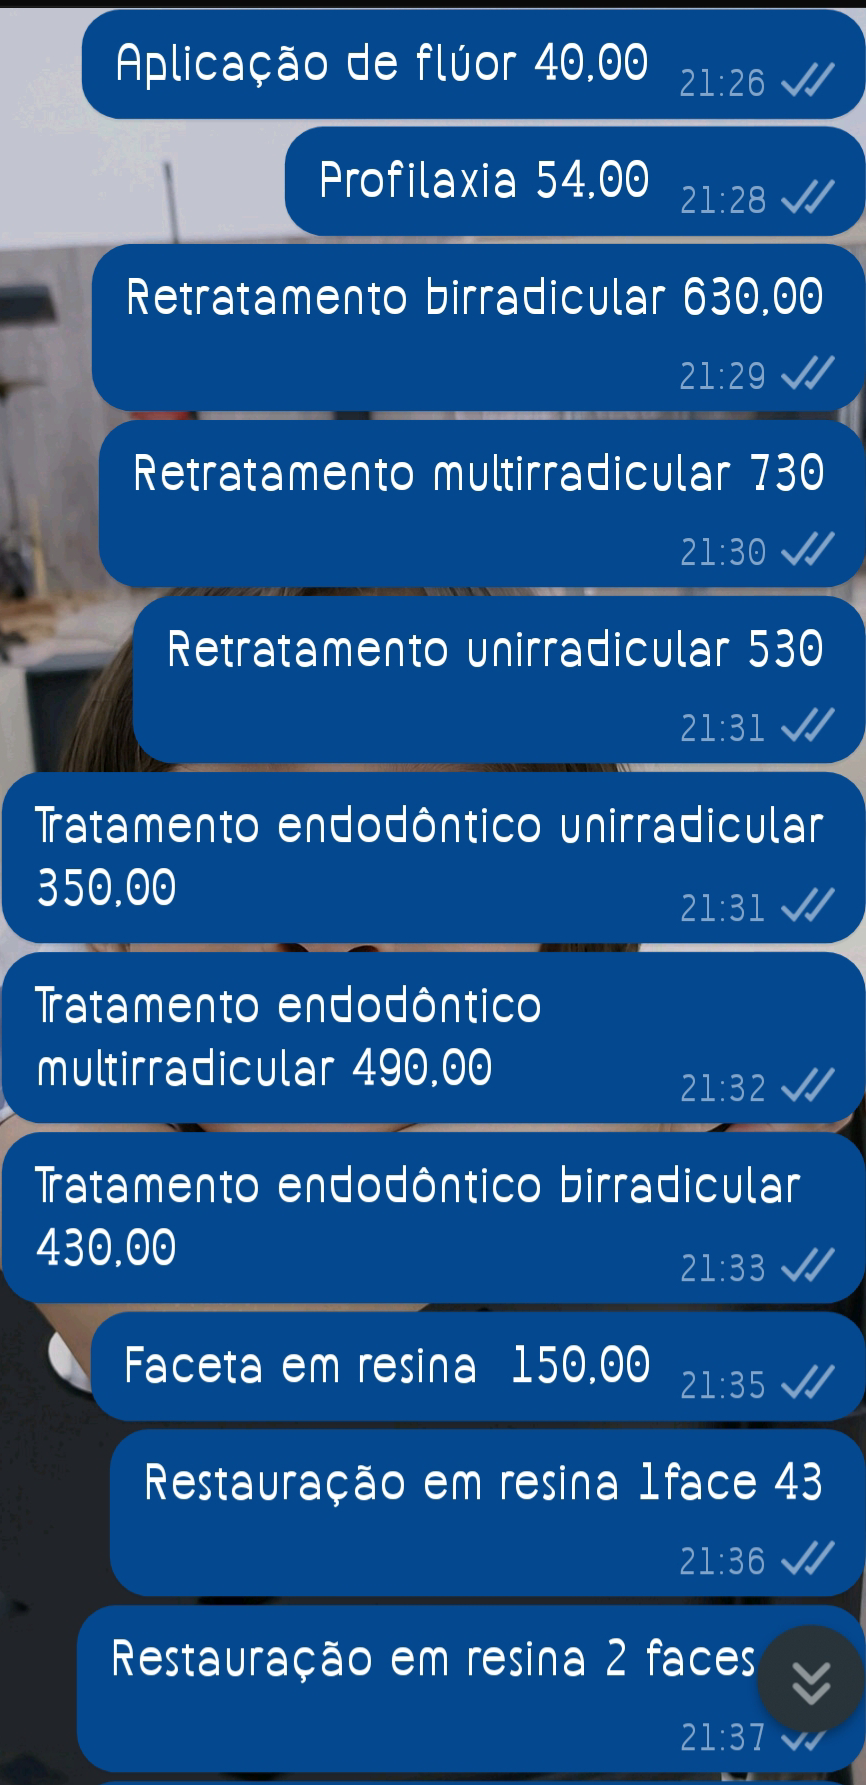 Aplicação de flúor 40,00
21:26
Profilaxia 54,00
21:28
Retratamento birradicular 630,00
21:29
Retratamento multirradicular 730
21:30
Retratamento unirradicular 530
21:31
Tratamento endodôntico unirradicular
350,00
21:31
Tratamento endodôntico
multirradicular 490,00
21:32
Tratamento endodôntico birradicular
430,00
21:33
Faceta em resina  150,00
21:35
Restauração em resina 1face 43
21:36
Restauração em resina 2 faces
21:37